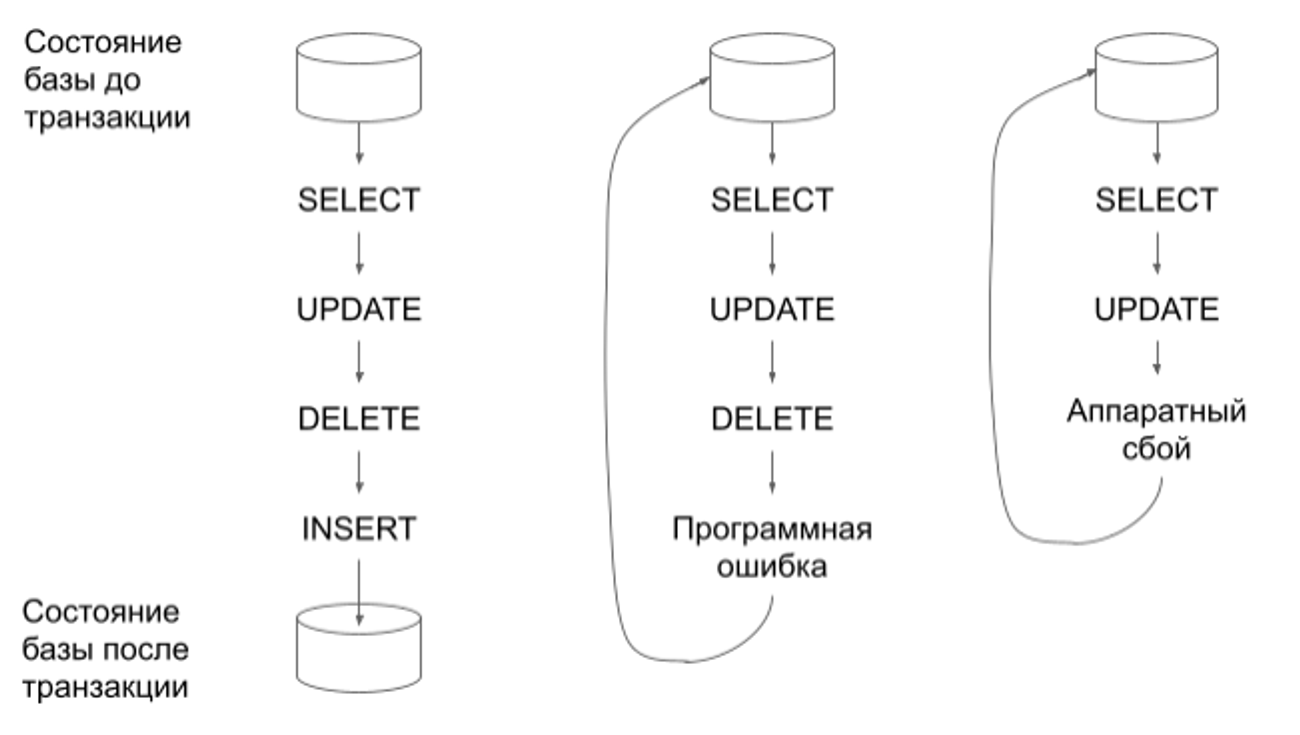 Состояние
базы до
транзакции
SELECT
UPDATE
DELETE
INSERT
Состояние
базы после
транзакции
SELECT
UPDATE
DELETE
Программная
ошибка
SELECT
UPDATE
Аппаратный
сбой